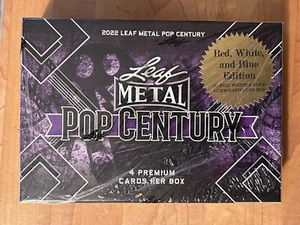 2022 LEAF METAL POP CENTURY
Leaf
METAL
POP CENTURY
4 PREMIUM
CARDS PER BOX
Red, White,
and Blue
Edition